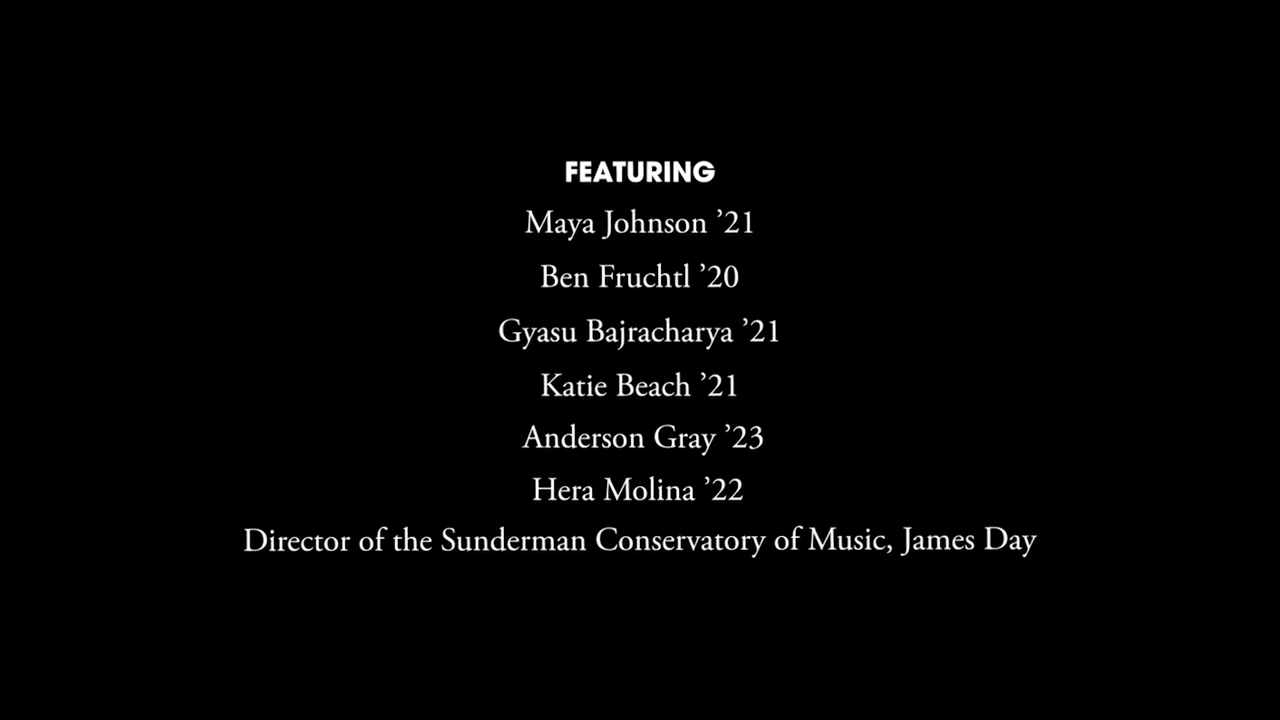 FEATURING
Maya Johnson ’21
Ben Fruchtl ’20
Gyasu Bajracharya ’21
Katie Beach ’21
Anderson Gray ’23
Hera Molina ’22
Director of the Sunderman Conservatory of Music, James Day